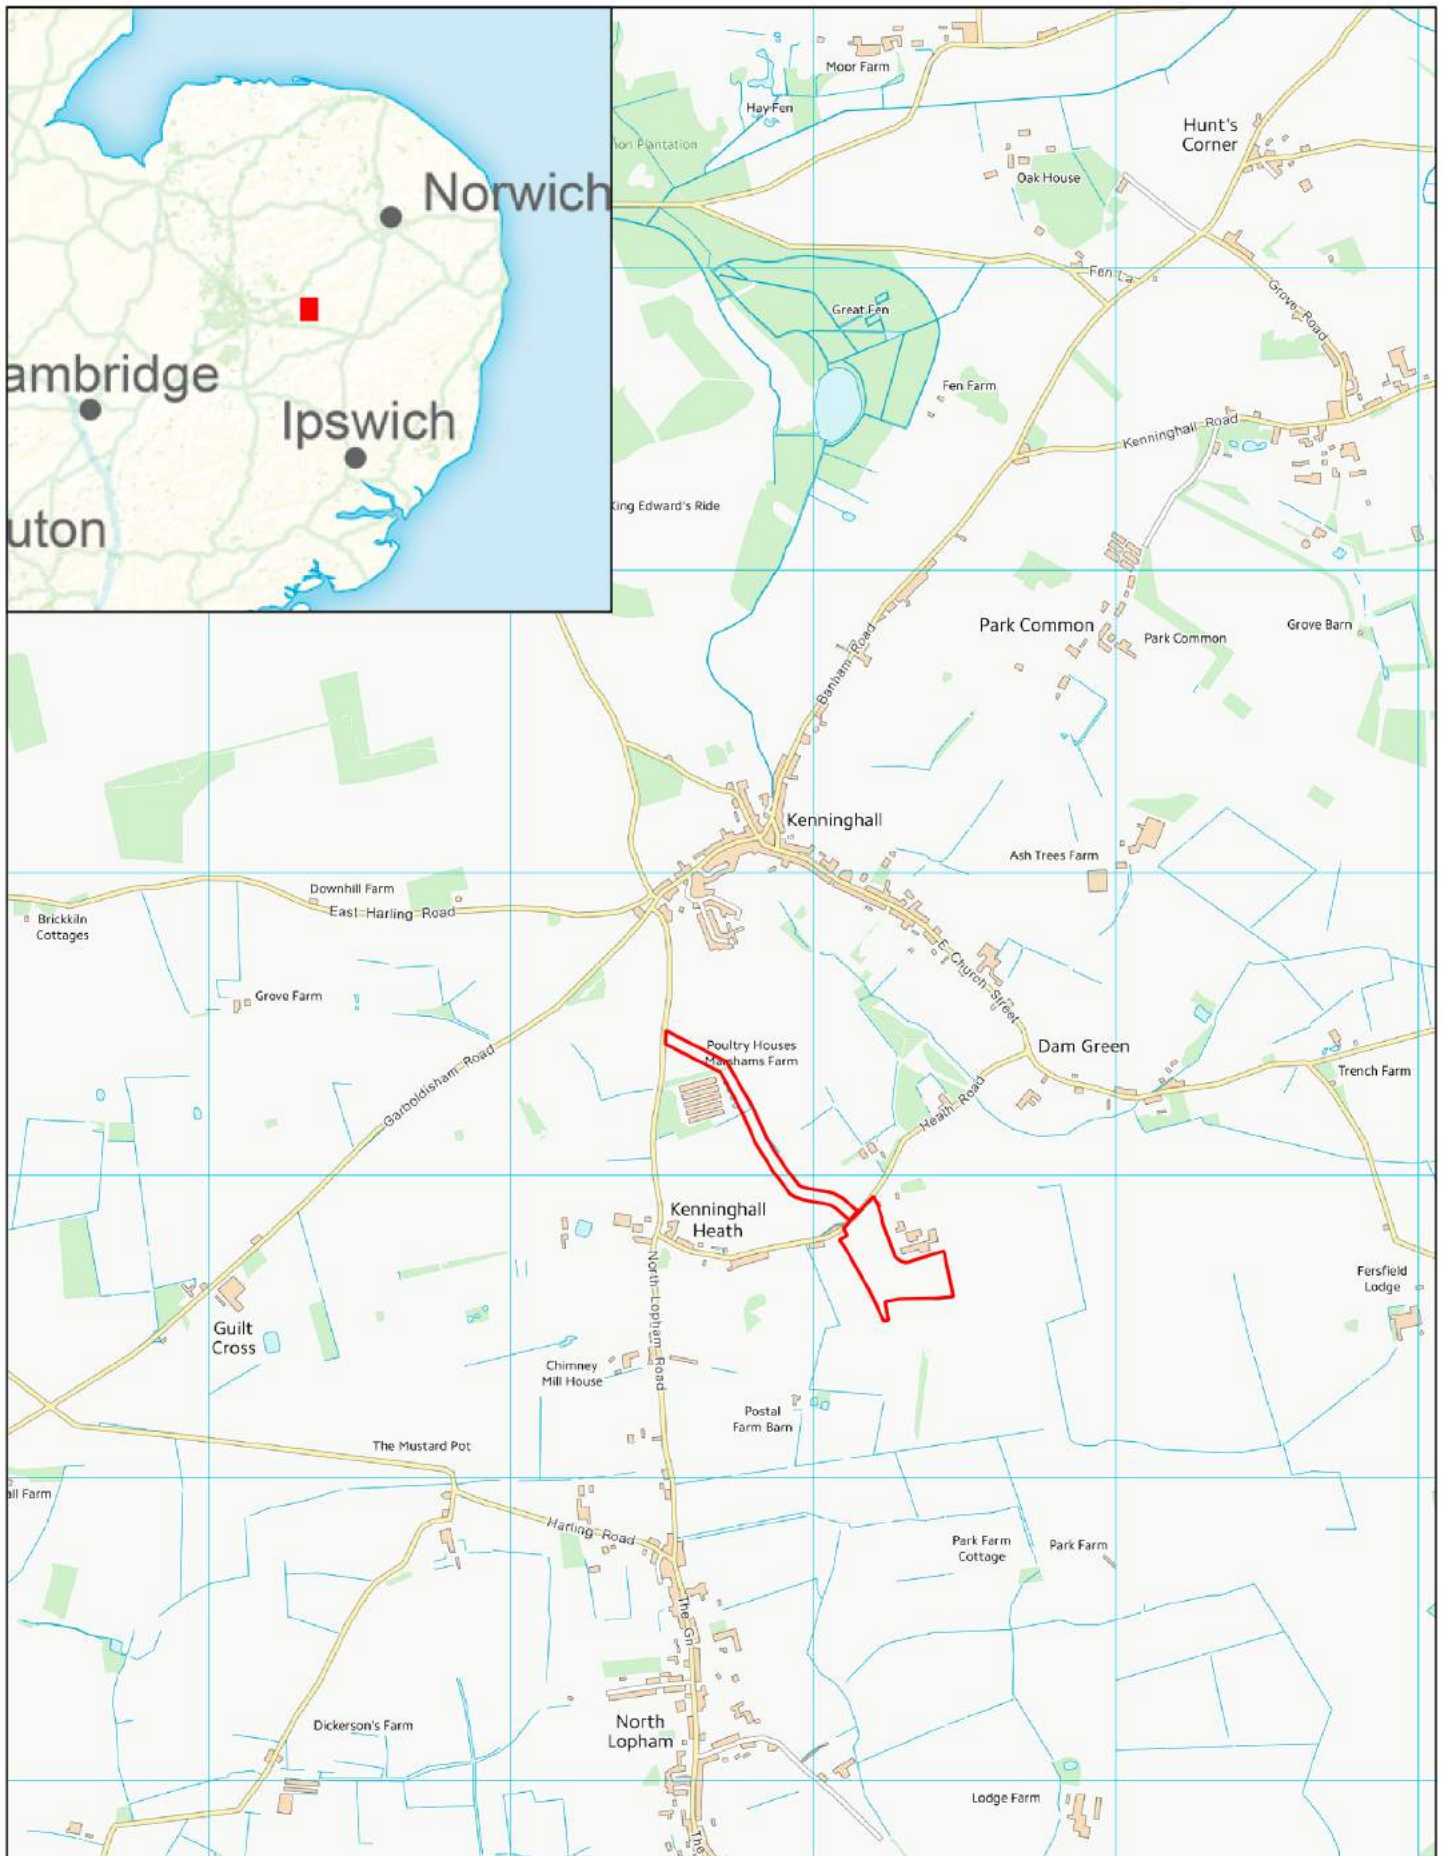 Norwich
ambridge
Ipswich
uton
Moor Farm
Hay Fen
Plantation
Hunt's
Corner
Oak House
Fen La
Great Fen
Grove Road
Fen Farm
Kenninghall Road
King Edward's Ride
Park Common
Park Common
Grove Barn
Banham Road
Kenninghall
Ash Trees Farm
Downhill Farm
East Harling Road
Brickkiln
Cottages
E Church Street
Grove Farm
Garboldisham Road
Poultry Houses
Marshams Farm
Dam Green
Trench Farm
Heath Road
Kenninghall
Heath
North Lopham Road
Fersfield
Lodge
Guilt
Cross
Chimney
Mill House
Postal
Farm Barn
The Mustard Pot
all Farm
Harling Road
Park Farm
Cottage
Park Farm
The Gn
North
Lopham
Dickerson's Farm
Lodge Farm
The